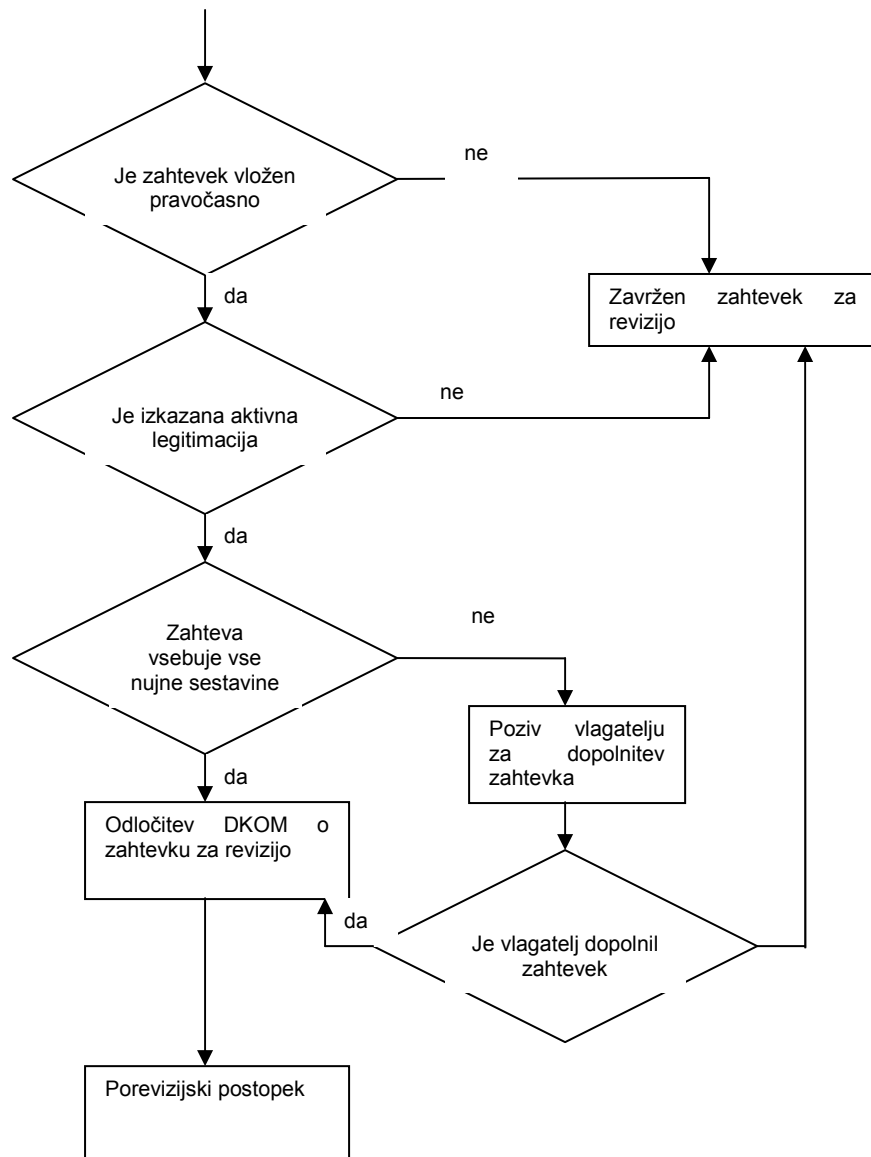 ne
Je zahtevek vložen
pravočasno
da
Zavržen zahtevek za
revizijo
ne
Je izkazana aktivna
legitimacija
da
ne
Zahteva
vsebuje vse
nujne sestavine
Poziv vlagatelju
za dopolnitev
zahtevka
da
Odločitev DKOM o
zahtevku za revizijo
da
Je vlagatelj dopolnil
zahtevek
Porevizijski postopek